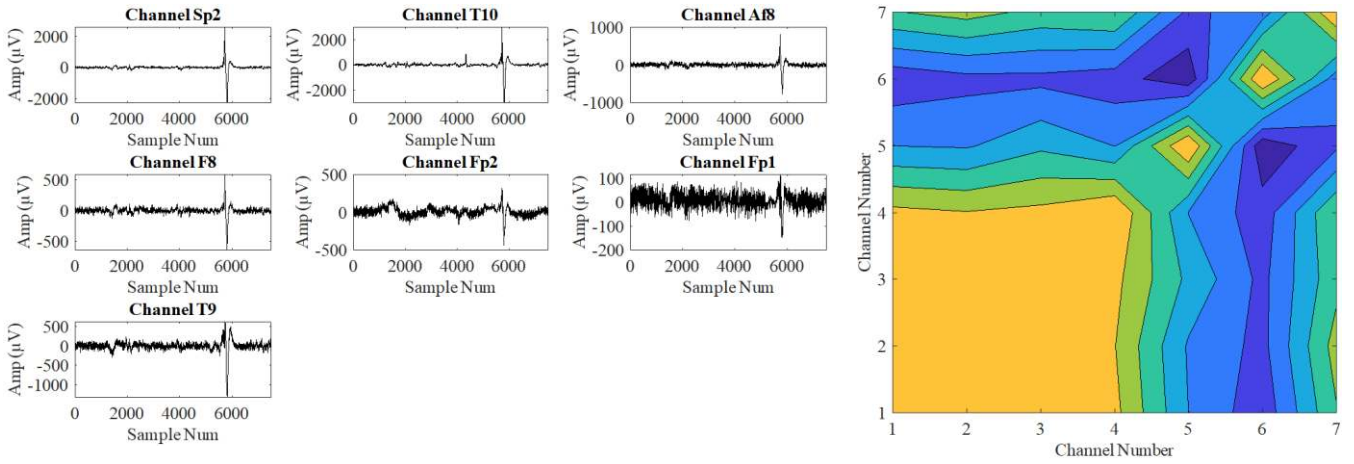 Channel Sp2
Amp (µV)
2000
0
-2000
0 2000 4000 6000
Sample Num
Channel T10
Amp (µV)
2000
0
-2000
0 2000 4000 6000
Sample Num
Channel Af8
Amp (µV)
1000
0
-1000
0 2000 4000 6000
Sample Num
Channel F8
Amp (µV)
500
0
-500
0 2000 4000 6000
Sample Num
Channel Fp2
Amp (µV)
500
0
-500
0 2000 4000 6000
Sample Num
Channel Fp1
Amp (µV)
100
0
-100
-200
0 2000 4000 6000
Sample Num
Channel T9
Amp (µV)
500
0
-500
-1000
0 2000 4000 6000
Sample Num
Channel Number
7
6
5
4
3
2
1
1 2 3 4 5 6 7
Channel Number